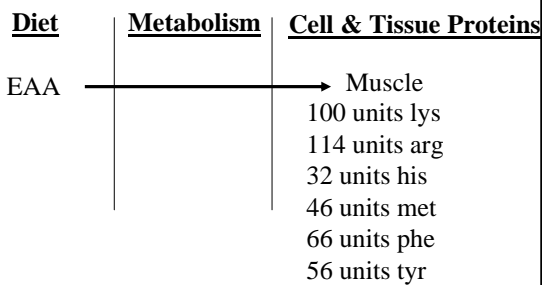 Diet Metabolism Cell & Tissue Proteins
EAA Muscle
100 units lys
114 units arg
32 units his
46 units met
66 units phe
56 units tyr